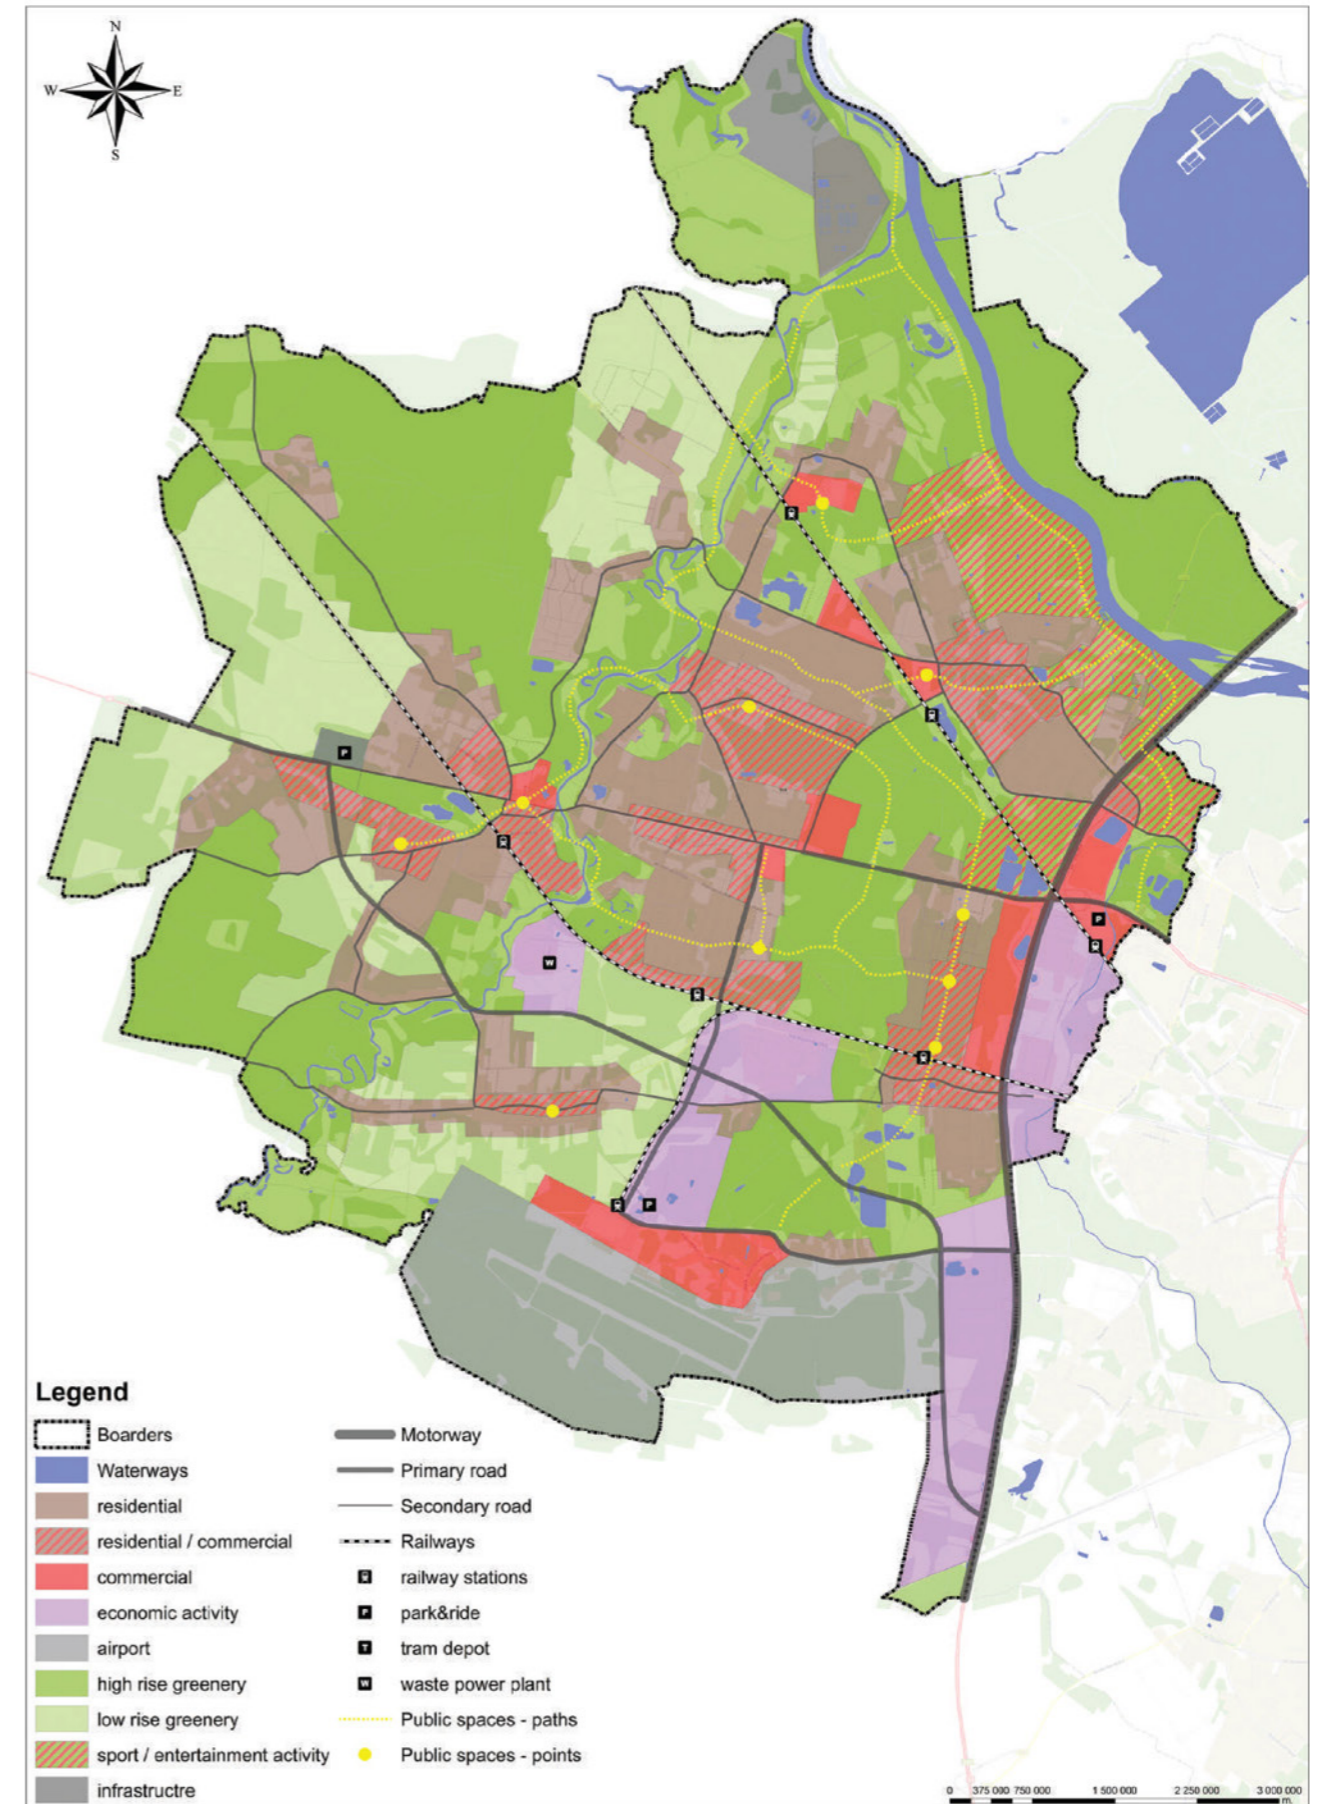 N
W E
S
Legend
Boarders
Waterways
residential
residential / commercial
commercial
economic activity
airport
high rise greenery
low rise greenery
sport / entertainment activity
infrastructre
Motorway
Primary road
Secondary road
Railways
railway stations
P park&ride
T tram depot
W waste power plant
Public spaces - paths
Public spaces - points
P
W
P
P
0 375 000 750 000 1 500 000 2 250 000 3 000 000
m.